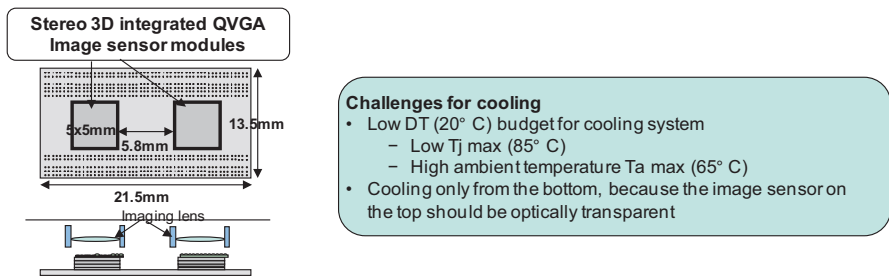 Stereo 3D integrated QVGA
Image sensor modules
5x5mm
5.8mm
13.5mm
21.5mm
Imaging lens
Challenges for cooling
• Low DT (20° C) budget for cooling system
− Low Tj max (85° C)
− High ambient temperature Ta max (65° C)
• Cooling only from the bottom, because the image sensor on
the top should be optically transparent